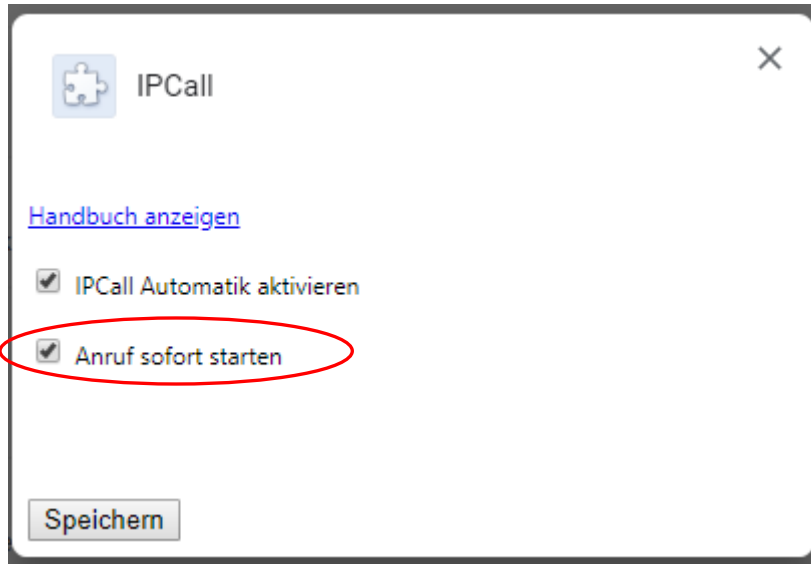 IPCall
Handbuch anzeigen
IPCall Automatik aktivieren
Anruf sofort starten
Speichern